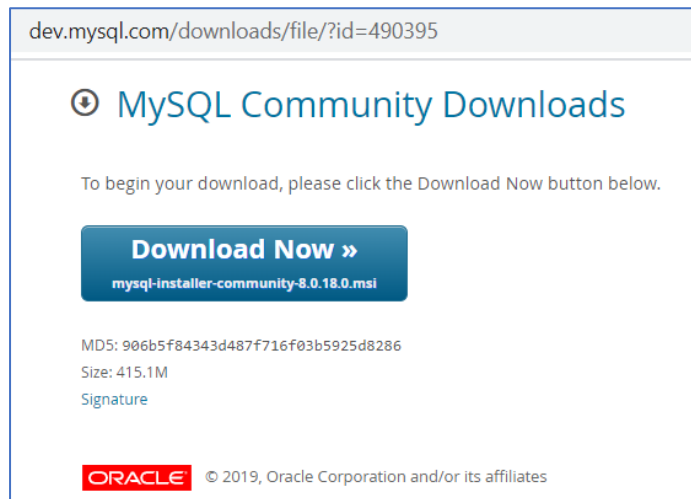 dev.mysql.com/downloads/file/?id=490395
MySQL Community Downloads
To begin your download, please click the Download Now button below.
Download Now »
mysql-installer-community-8.0.18.0.msi
MD5: 906b5f84343d487f716f03b5925d8286
Size: 415.1M
Signature
ORACLE © 2019, Oracle Corporation and/or its affiliates